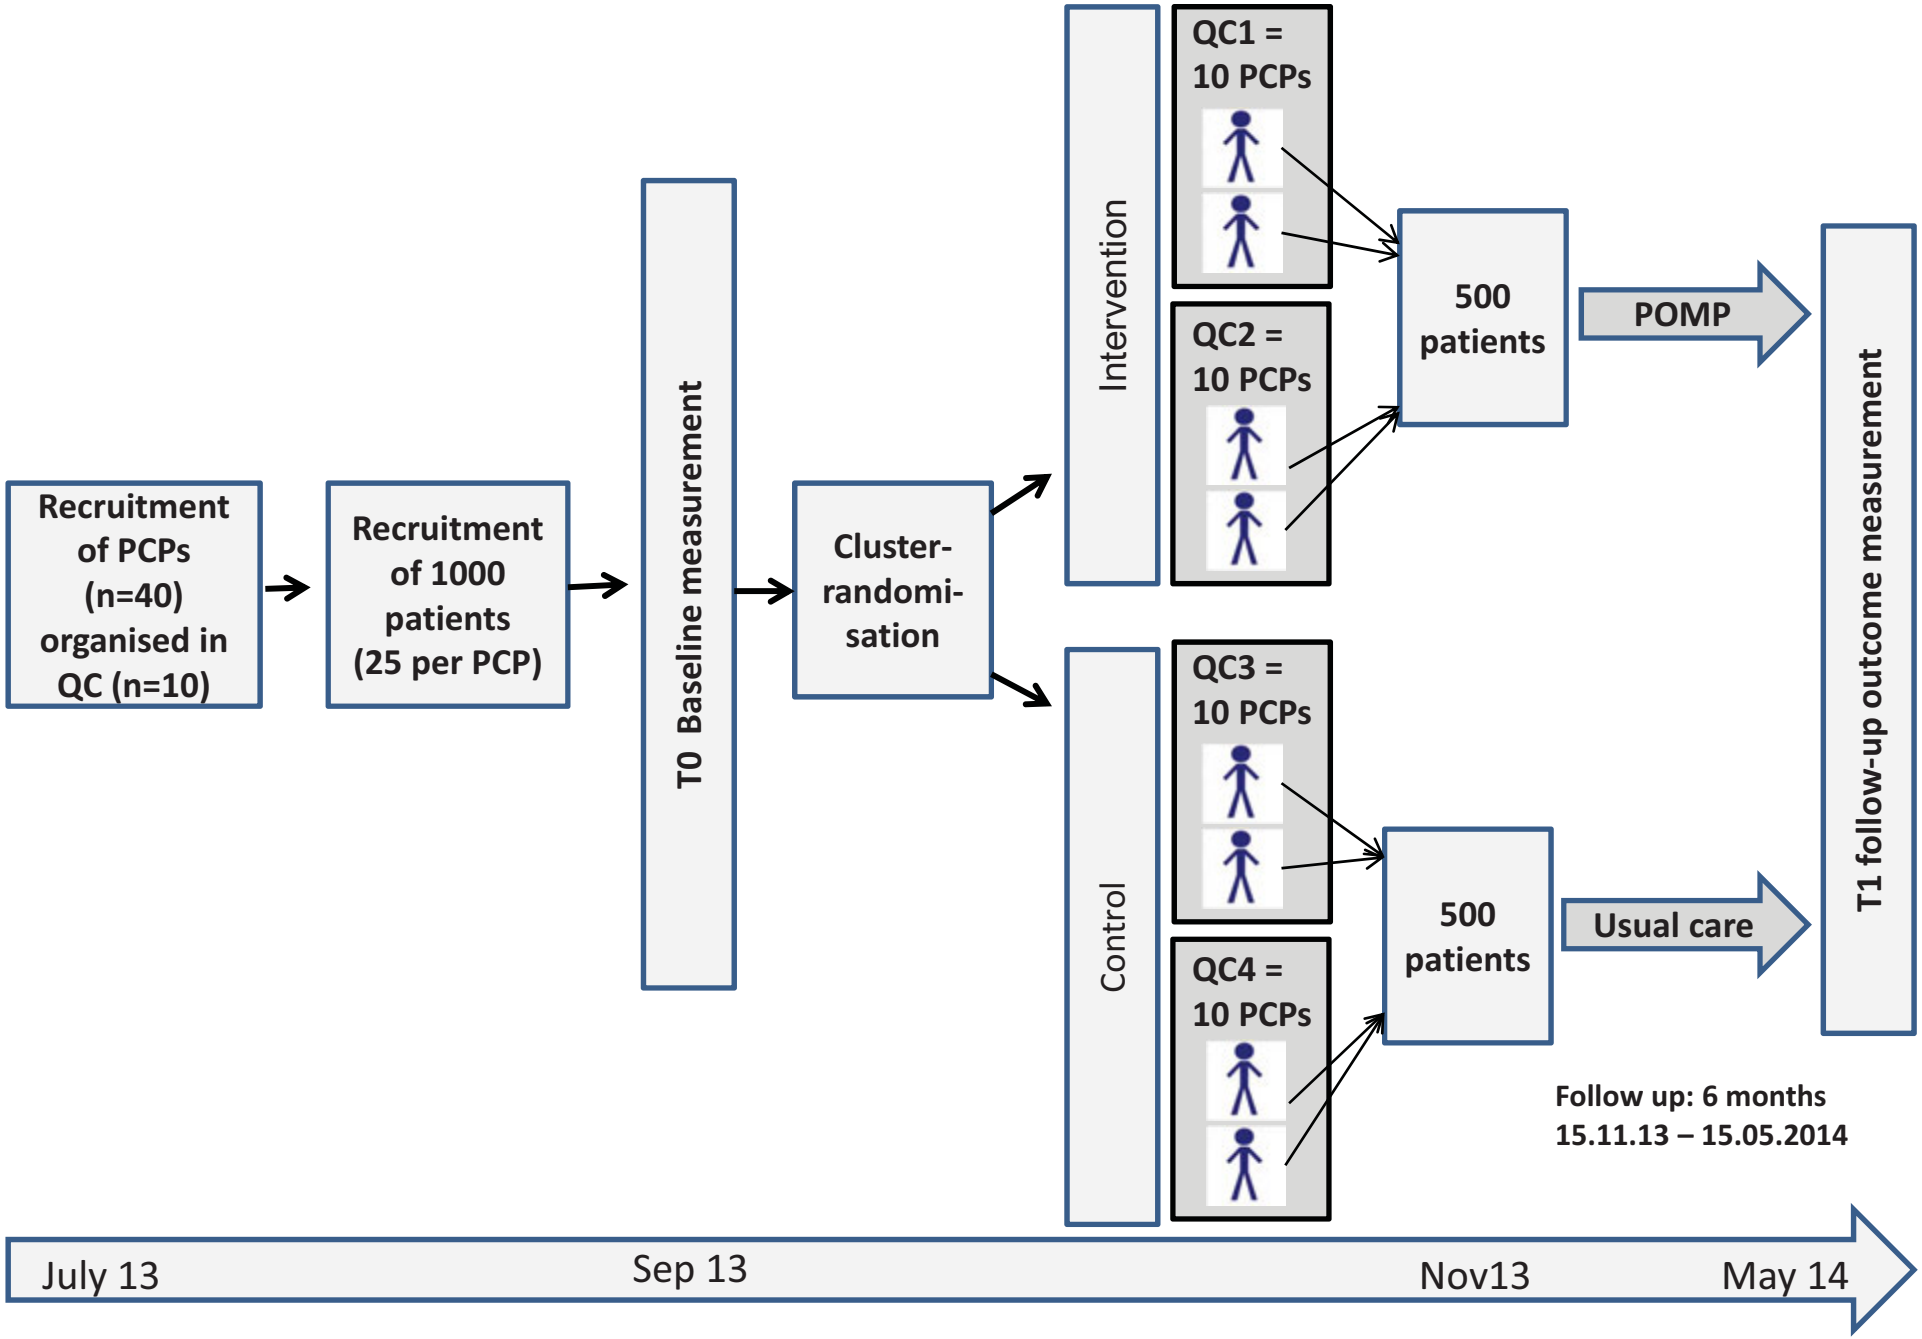 Recruitment
of PCPs
(n=40)
organised in
QC (n=10)
Recruitment
of 1000
patients
(25 per PCP)
T0 Baseline measurement
Cluster-
randomi-
sation
Intervention
QC1 =
10 PCPs
QC2 =
10 PCPs
500
patients
POMP
Control
QC3 =
10 PCPs
QC4 =
10 PCPs
500
patients
Usual care
T1 follow-up outcome measurement
Follow up: 6 months
15.11.13 – 15.05.2014
July 13
Sep 13
Nov13
May 14